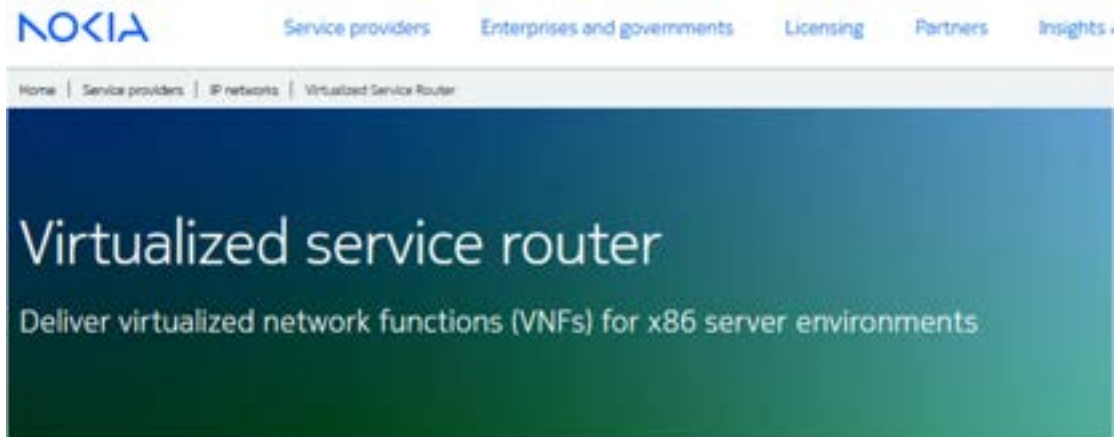 NOKIA Service providers Enterprises and governments Licensing Partners Insights
Home | Service providers | IP networks | Virtualized Service Router
Virtualized service router
Deliver virtualized network functions (VNFs) for x86 server environments